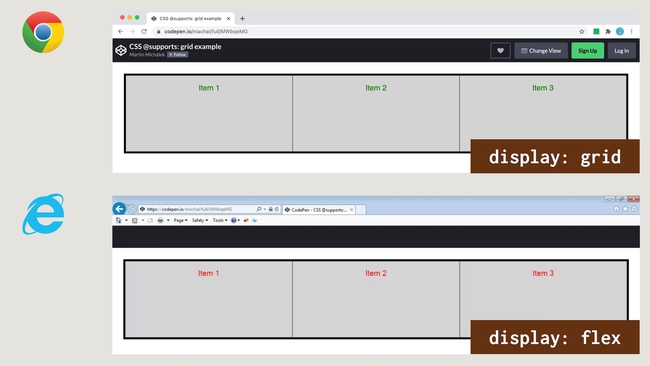 CSS @supports: grid example
codepen.io/machal/full/MWbqeMG
CSS @supports: grid example
Martin Michálek + Follow
Change View
Sign Up
Log In
Item 1
Item 2
Item 3
display: grid
https://codepen.io/machal/full/MWbqeMG
CodePen - CSS @supports:...
Page
Safety
Tools
Item 1
Item 2
Item 3
display: flex